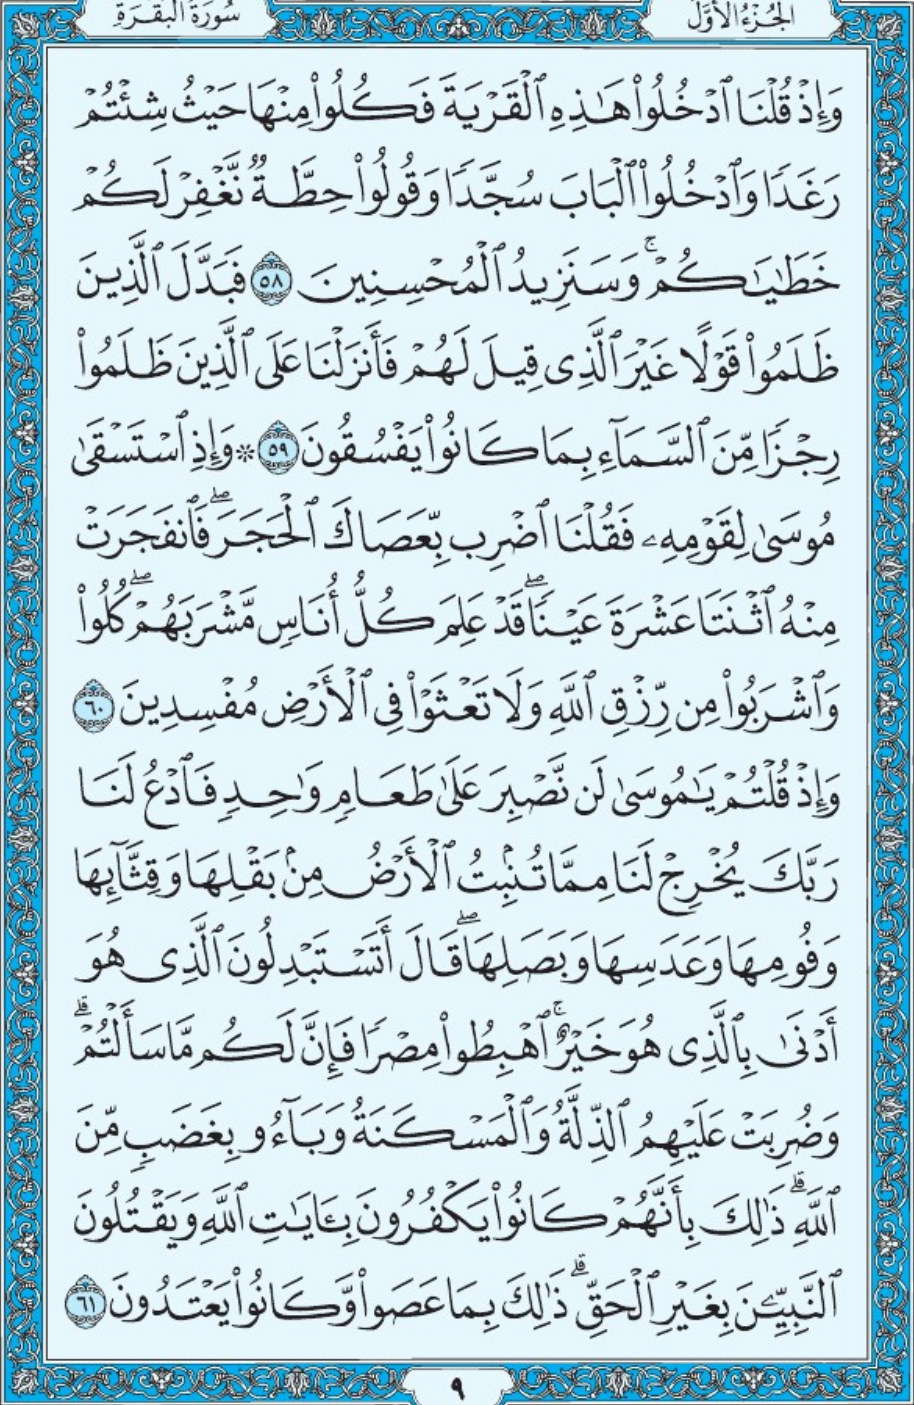 الجُزْءُ الأَوَّلُ
سُورَةُ البَقَرَةِ
وَإِذۡ قُلۡنَا ٱدۡخُلُواْ هَٰذِهِ ٱلۡقَرۡيَةَ فَكُلُواْ مِنۡهَا حَيۡثُ شِئۡتُمۡ
رَغَدٗا وَٱدۡخُلُواْ ٱلۡبَابَ سُجَّدٗا وَقُولُواْ حِطَّةٞ نَّغۡفِرۡ لَكُمۡ
خَطَٰيَٰكُمۡۚ وَسَنَزِيدُ ٱلۡمُحۡسِنِينَ ٥٨ فَبَدَّلَ ٱلَّذِينَ
ظَلَمُواْ قَوۡلًا غَيۡرَ ٱلَّذِي قِيلَ لَهُمۡ فَأَنزَلۡنَا عَلَى ٱلَّذِينَ ظَلَمُواْ
رِجۡزٗا مِّنَ ٱلسَّمَآءِ بِمَا كَانُواْ يَفۡسُقُونَ ٥٩ * وَإِذِ ٱسۡتَسۡقَىٰ
مُوسَىٰ لِقَوۡمِهِۦ فَقُلۡنَا ٱضۡرِب بِّعَصَاكَ ٱلۡحَجَرَۖ فَٱنفَجَرَتۡ
مِنۡهُ ٱثۡنَتَا عَشۡرَةَ عَيۡنٗاۖ قَدۡ عَلِمَ كُلُّ أُنَاسٖ مَّشۡرَبَهُمۡۖ كُلُواْ
وَٱشۡرَبُواْ مِن رِّزۡقِ ٱللَّهِ وَلَا تَعۡثَوۡاْ فِي ٱلۡأَرۡضِ مُفۡسِدِينَ ٦٠
وَإِذۡ قُلۡتُمۡ يَٰمُوسَىٰ لَن نَّصۡبِرَ عَلَىٰ طَعَامٖ وَٰحِدٖ فَٱدۡعُ لَنَا
رَبَّكَ يُخۡرِجۡ لَنَا مِمَّا تُنۢبِتُ ٱلۡأَرۡضُ مِنۢ بَقۡلِهَا وَقِثَّآئِهَا
وَفُومِهَا وَعَدَسِهَا وَبَصَلِهَاۖ قَالَ أَتَسۡتَبۡدِلُونَ ٱلَّذِي هُوَ
أَدۡنَىٰ بِٱلَّذِي هُوَ خَيۡرٌۚ ٱهۡبِطُواْ مِصۡرٗا فَإِنَّ لَكُم مَّا سَأَلۡتُمۡۗ
وَضُرِبَتۡ عَلَيۡهِمُ ٱلذِّلَّةُ وَٱلۡمَسۡكَنَةُ وَبَآءُو بِغَضَبٖ مِّنَ
ٱللَّهِۗ ذَٰلِكَ بِأَنَّهُمۡ كَانُواْ يَكۡفُرُونَ بِـَٔايَٰتِ ٱللَّهِ وَيَقۡتُلُونَ
ٱلنَّبِيِّـۧنَ بِغَيۡرِ ٱلۡحَقِّۗ ذَٰلِكَ بِمَا عَصَواْ وَّكَانُواْ يَعۡتَدُونَ ٦١
٩